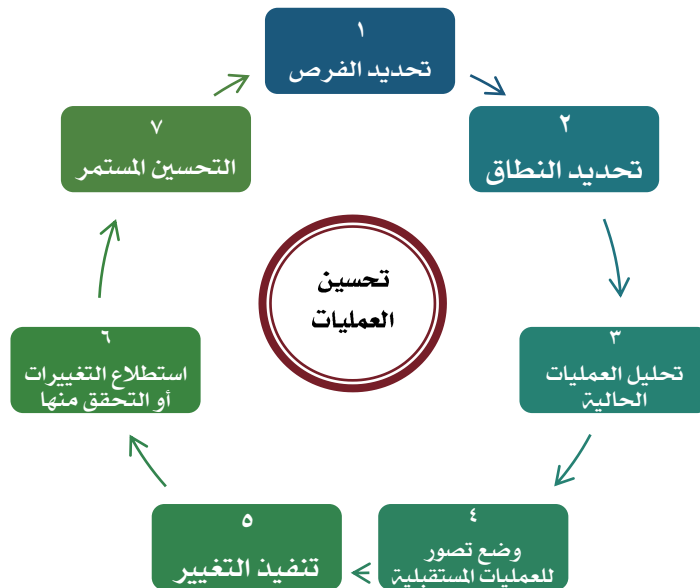 ١
تحديد الفرص
٢
تحديد النطاق
٣
تحليل العمليات
الحالية
٤
وضع تصور
للعمليات المستقبلية
٥
تنفيذ التغيير
٦
استطلاع التغييرات
أو التحقق منها
٧
التحسين المستمر
تحسين
العمليات